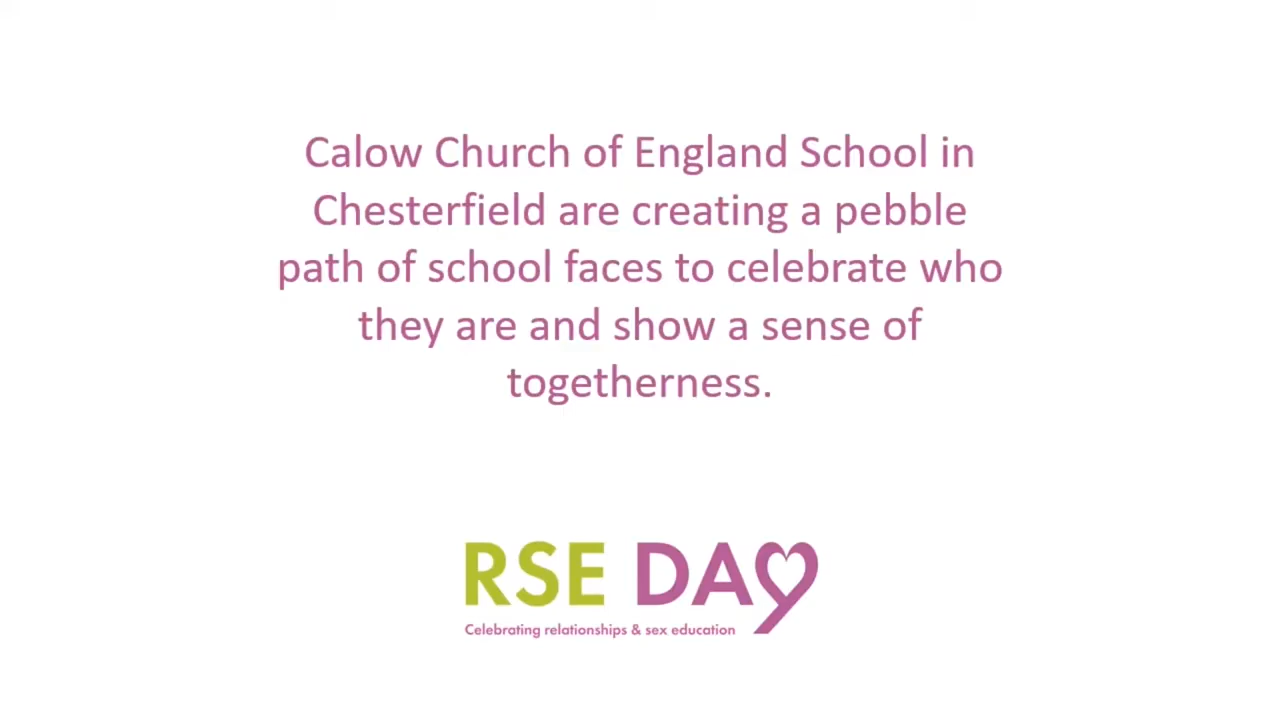 Calow Church of England School in
Chesterfield are creating a pebble
path of school faces to celebrate who
they are and show a sense of
togetherness.
RSE DAY
Celebrating relationships & sex education